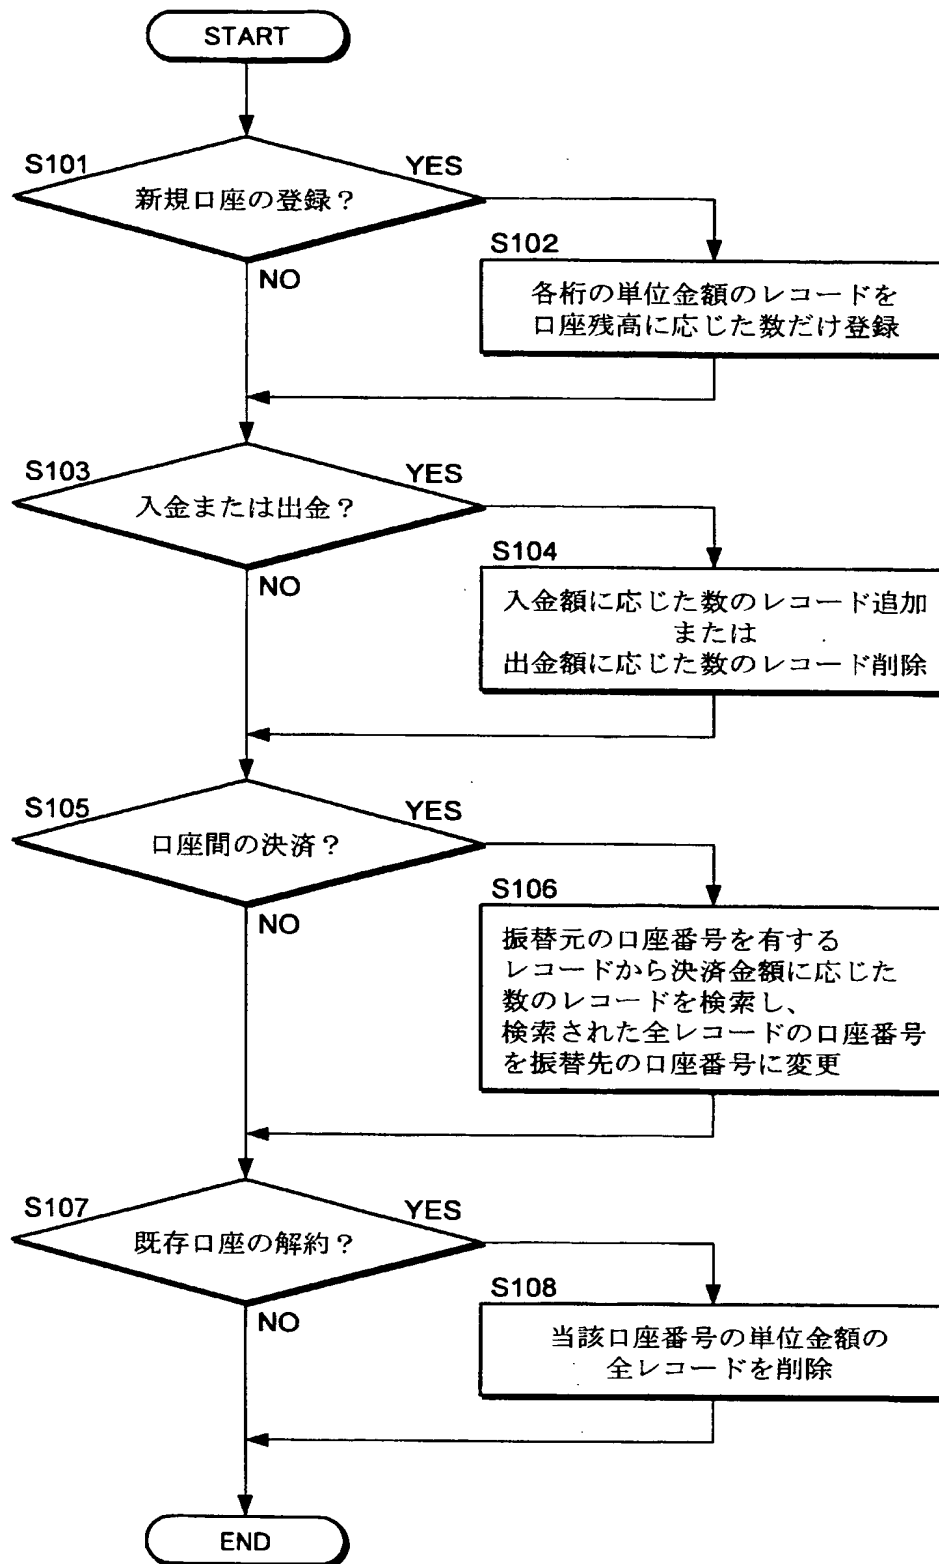 START
S101
YES
新規口座の登録？
NO
S102
各桁の単位金額のレコードを
口座残高に応じた数だけ登録
S103
YES
入金または出金？
NO
S104
入金額に応じた数のレコード追加
または
出金額に応じた数のレコード削除
S105
YES
口座間の決済？
NO
S106
振替元の口座番号を有する
レコードから決済金額に応じた
数のレコードを検索し、
検索された全レコードの口座番号
を振替先の口座番号に変更
S107
YES
既存口座の解約？
NO
S108
当該口座番号の単位金額の
全レコードを削除
END